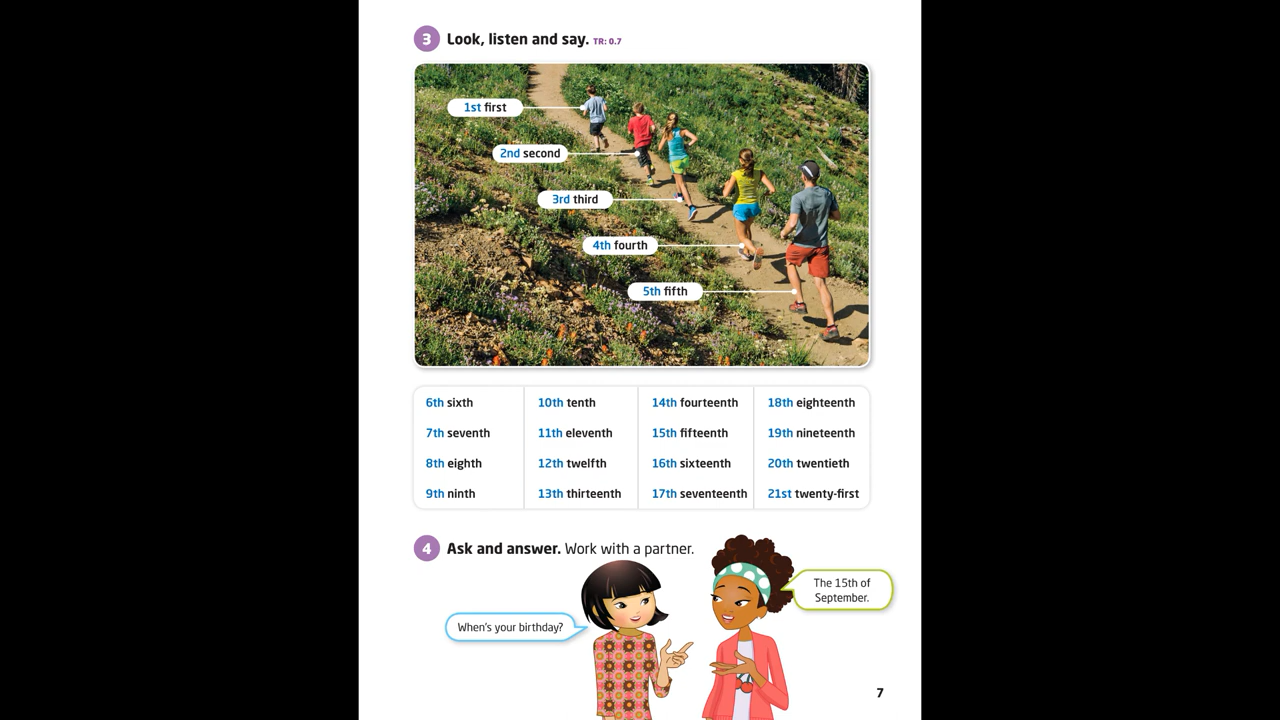 3 Look, listen and say. TR: 0.7
1st first
2nd second
3rd third
4th fourth
5th fifth
6th sixth
7th seventh
8th eighth
9th ninth
10th tenth
11th eleventh
12th twelfth
13th thirteenth
14th fourteenth
15th fifteenth
16th sixteenth
17th seventeenth
18th eighteenth
19th nineteenth
20th twentieth
21st twenty-first
4 Ask and answer. Work with a partner.
When's your birthday?
The 15th of
September.
7